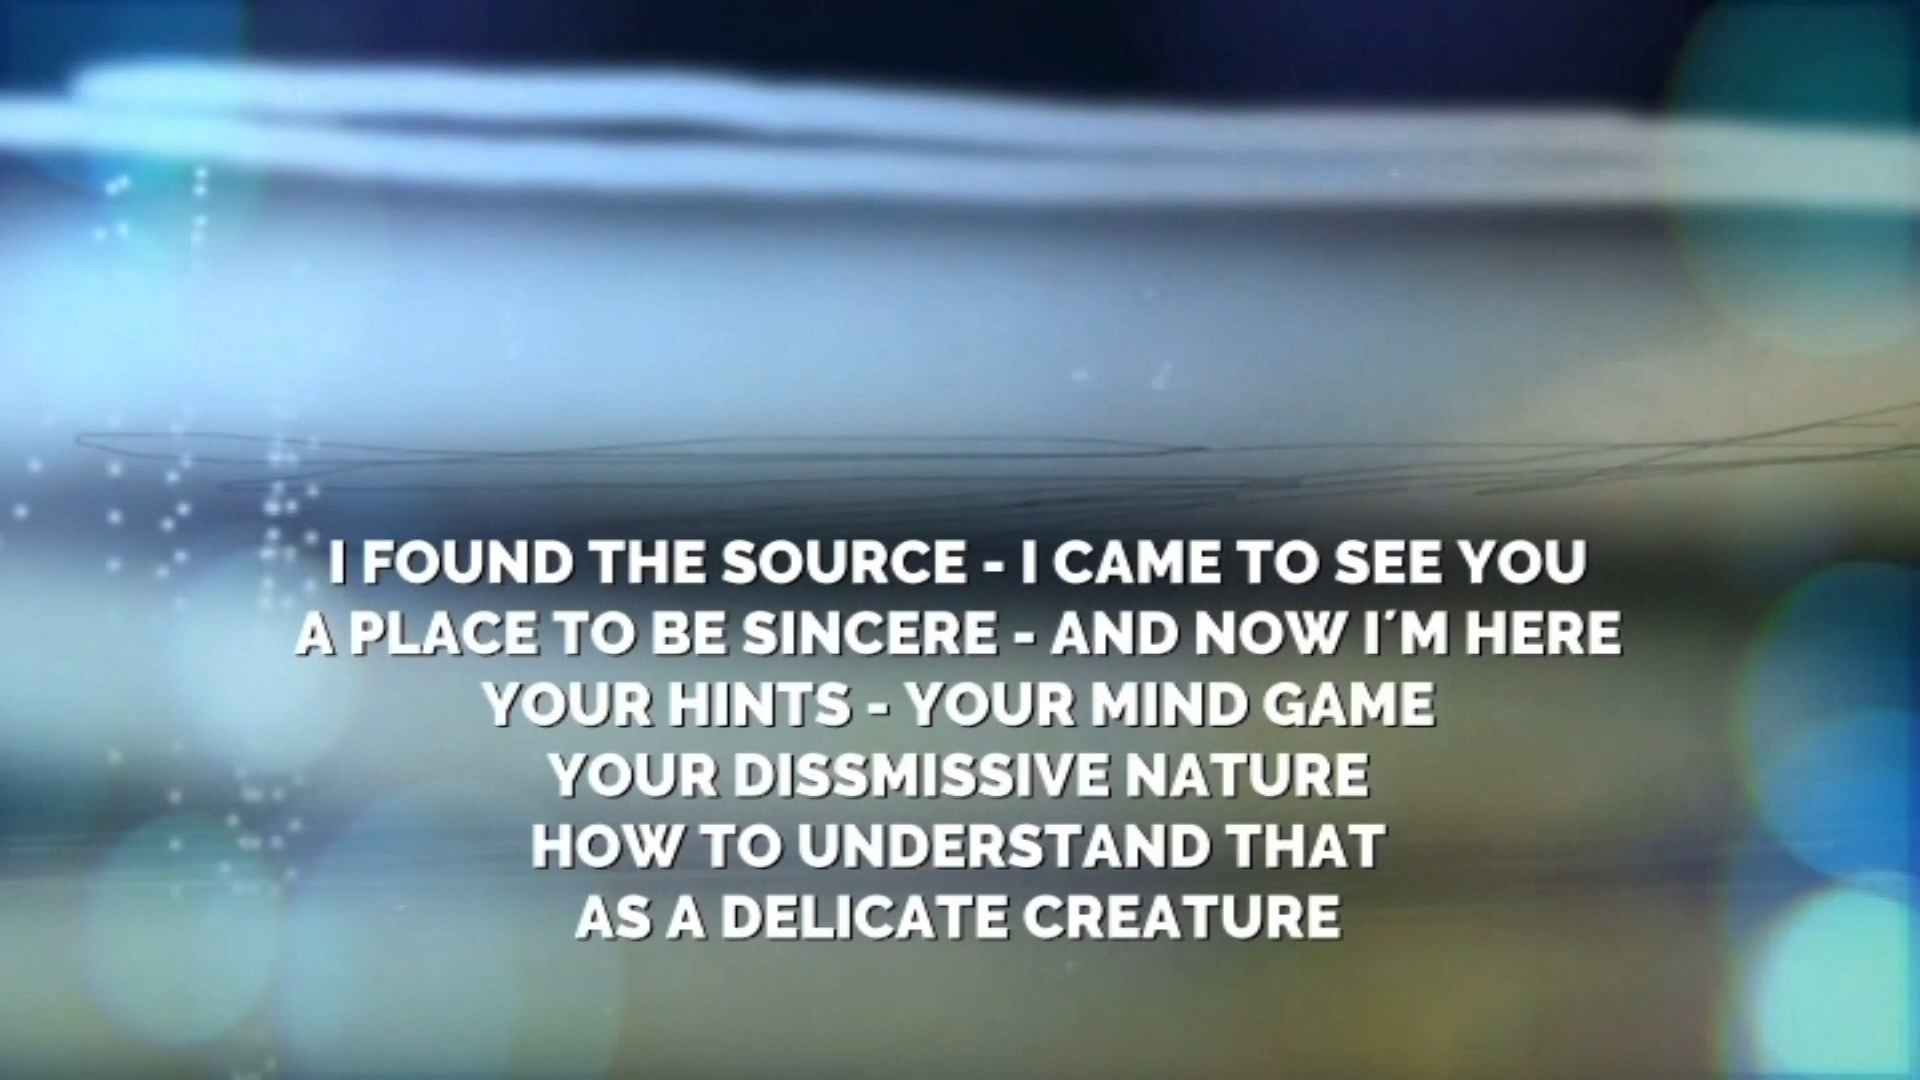 I FOUND THE SOURCE - I CAME TO SEE YOU
A PLACE TO BE SINCERE - AND NOW I´M HERE
YOUR HINTS - YOUR MIND GAME
YOUR DISSMISSIVE NATURE
HOW TO UNDERSTAND THAT
AS A DELICATE CREATURE